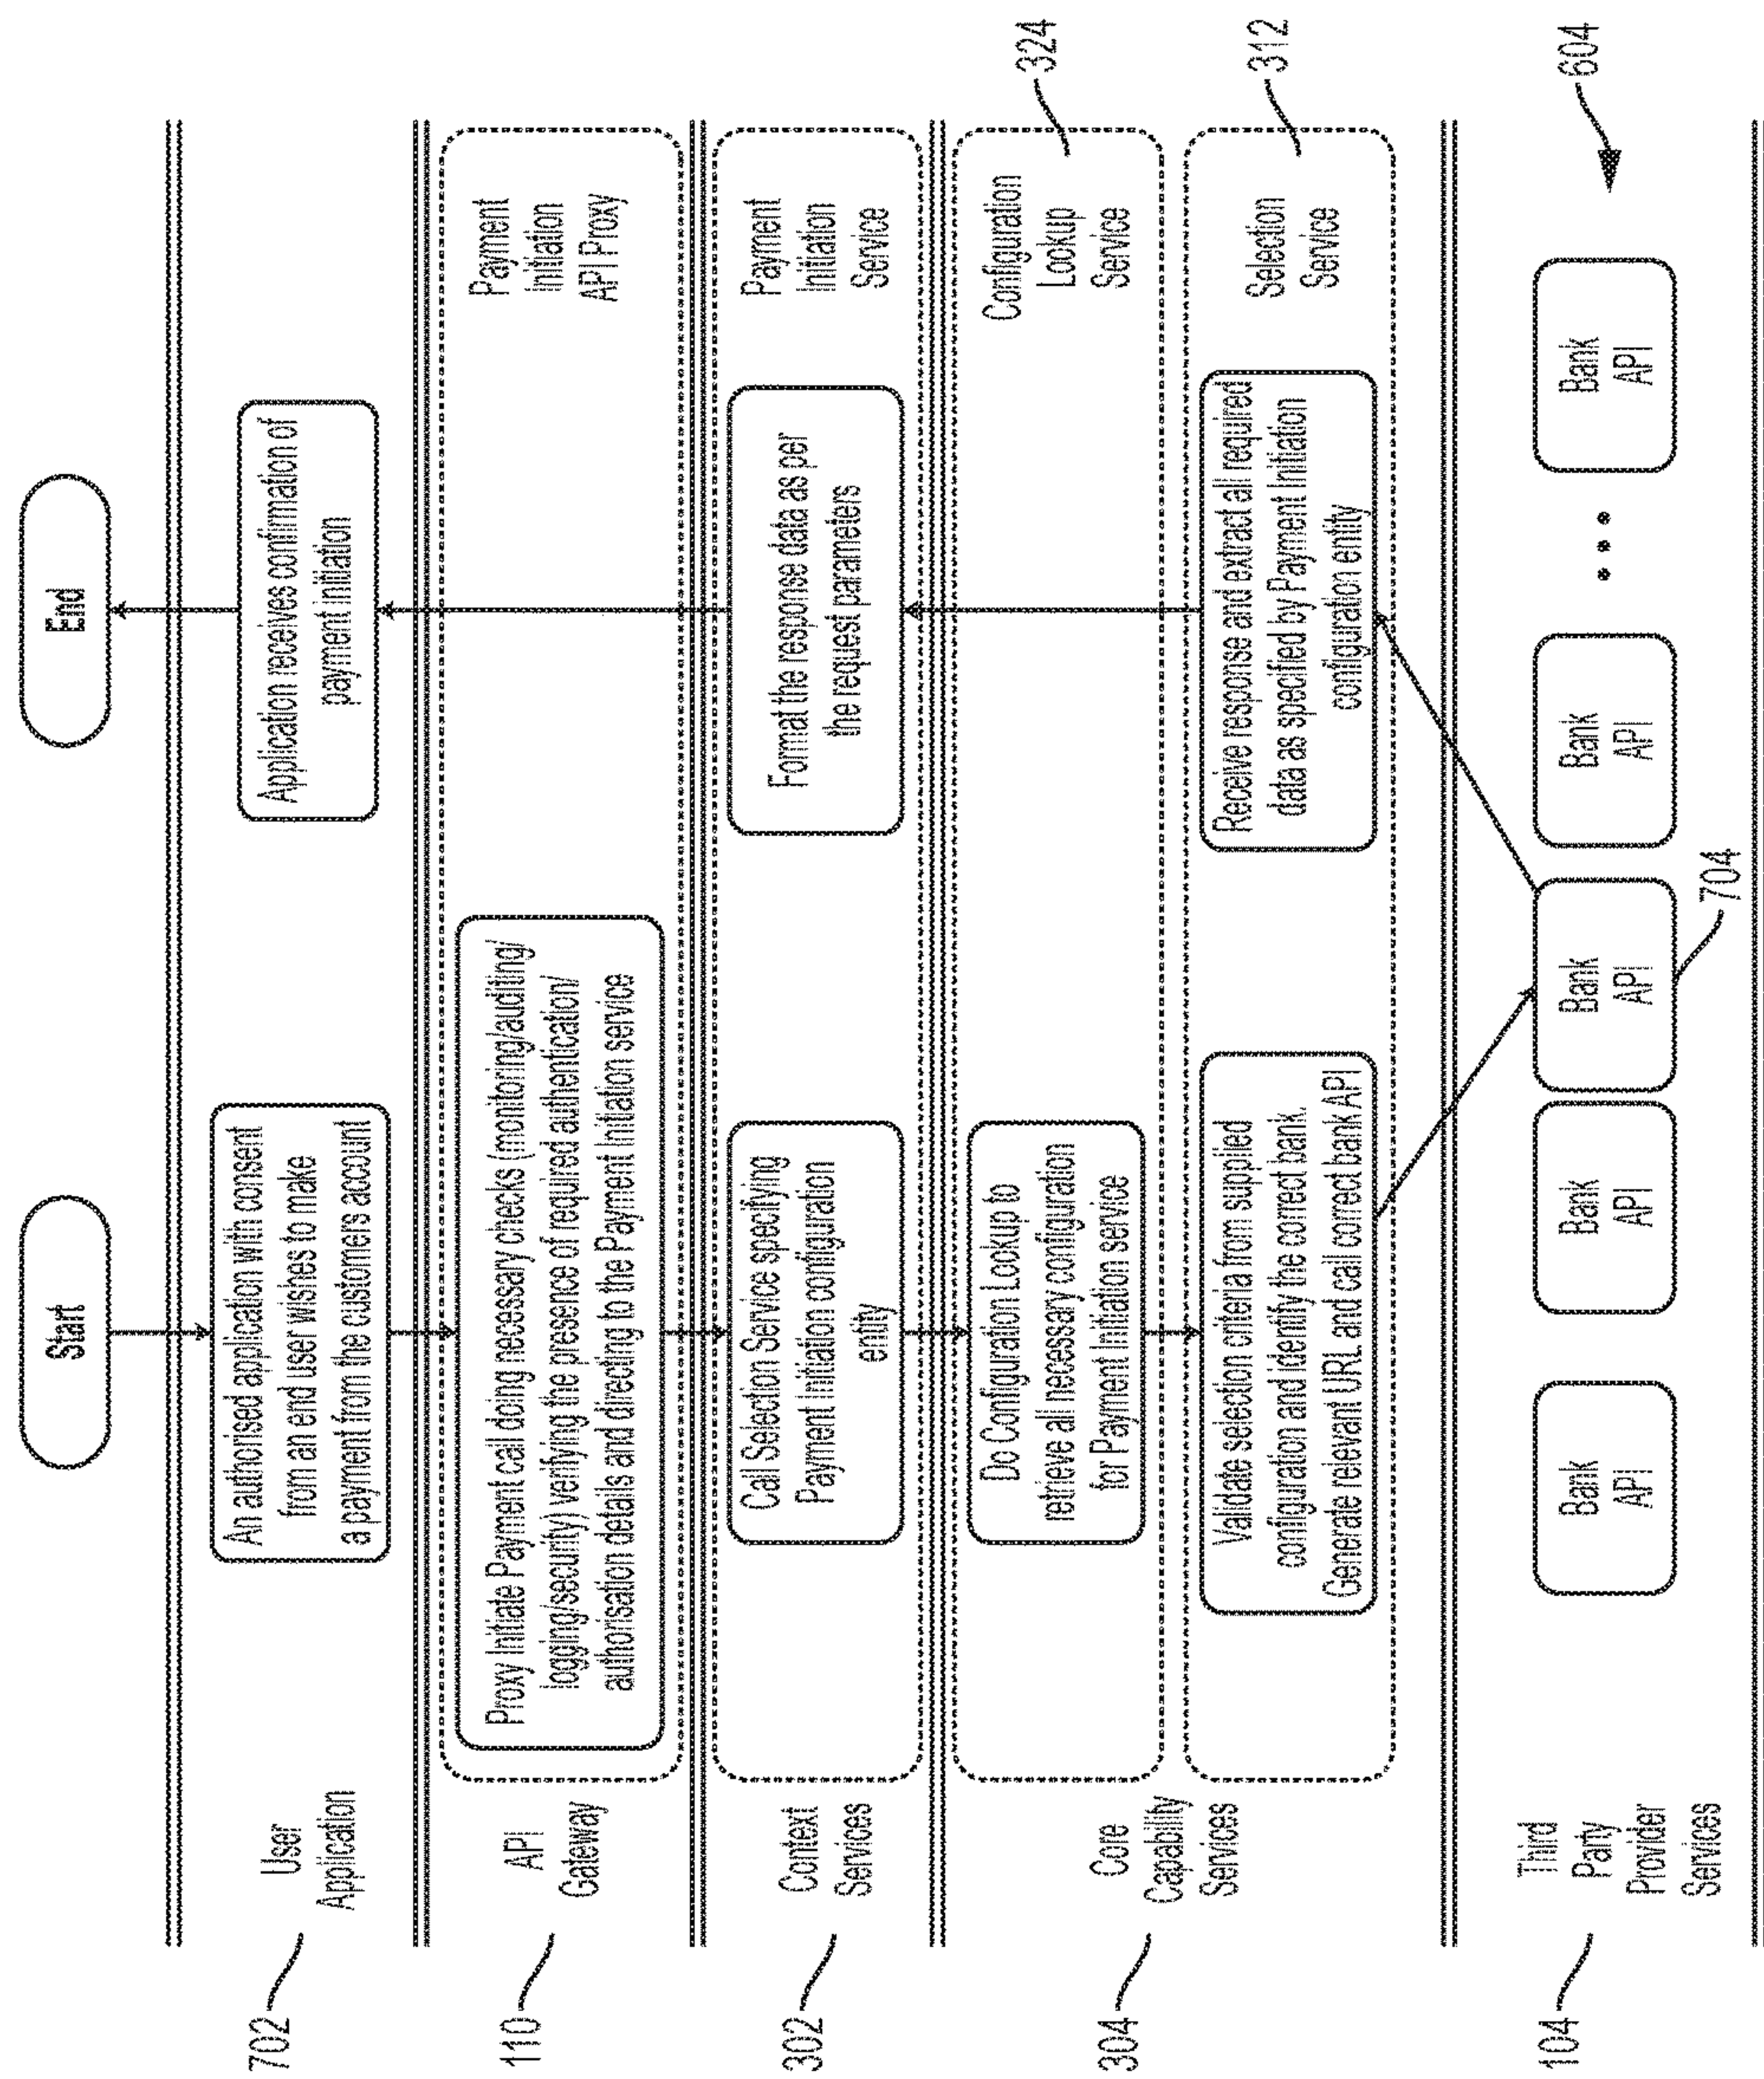 Start
End
702
User
Application
An authorised application with consent
from an end user wishes to make
a payment from the customers account
Application receives confirmation of
payment initiation
110
API
Gateway
Proxy Initiate Payment call doing necessary checks (monitoring/auditing/
logging/security) verifying the presence of required authentication/
authorisation details and directing to the Payment Initiation service
Payment
Initiation
API Proxy
302
Context
Services
Call Selection Service specifying
Payment Initiation configuration
entity
Format the response data as per
the request parameters
Payment
Initiation
Service
304
Core
Capability
Services
Do Configuration Lookup to
retrieve all necessary configuration
for Payment Initiation service
Configuration
Lookup
Service
324
Validate selection criteria from supplied
configuration and identify the correct bank.
Generate relevant URL and call correct bank API
Receive response and extract all required
data as specified by Payment Initiation
configuration entity
Selection
Service
312
104
Third
Party
Provider
Services
Bank
API
Bank
API
Bank
API
704
Bank
API
...
Bank
API
604